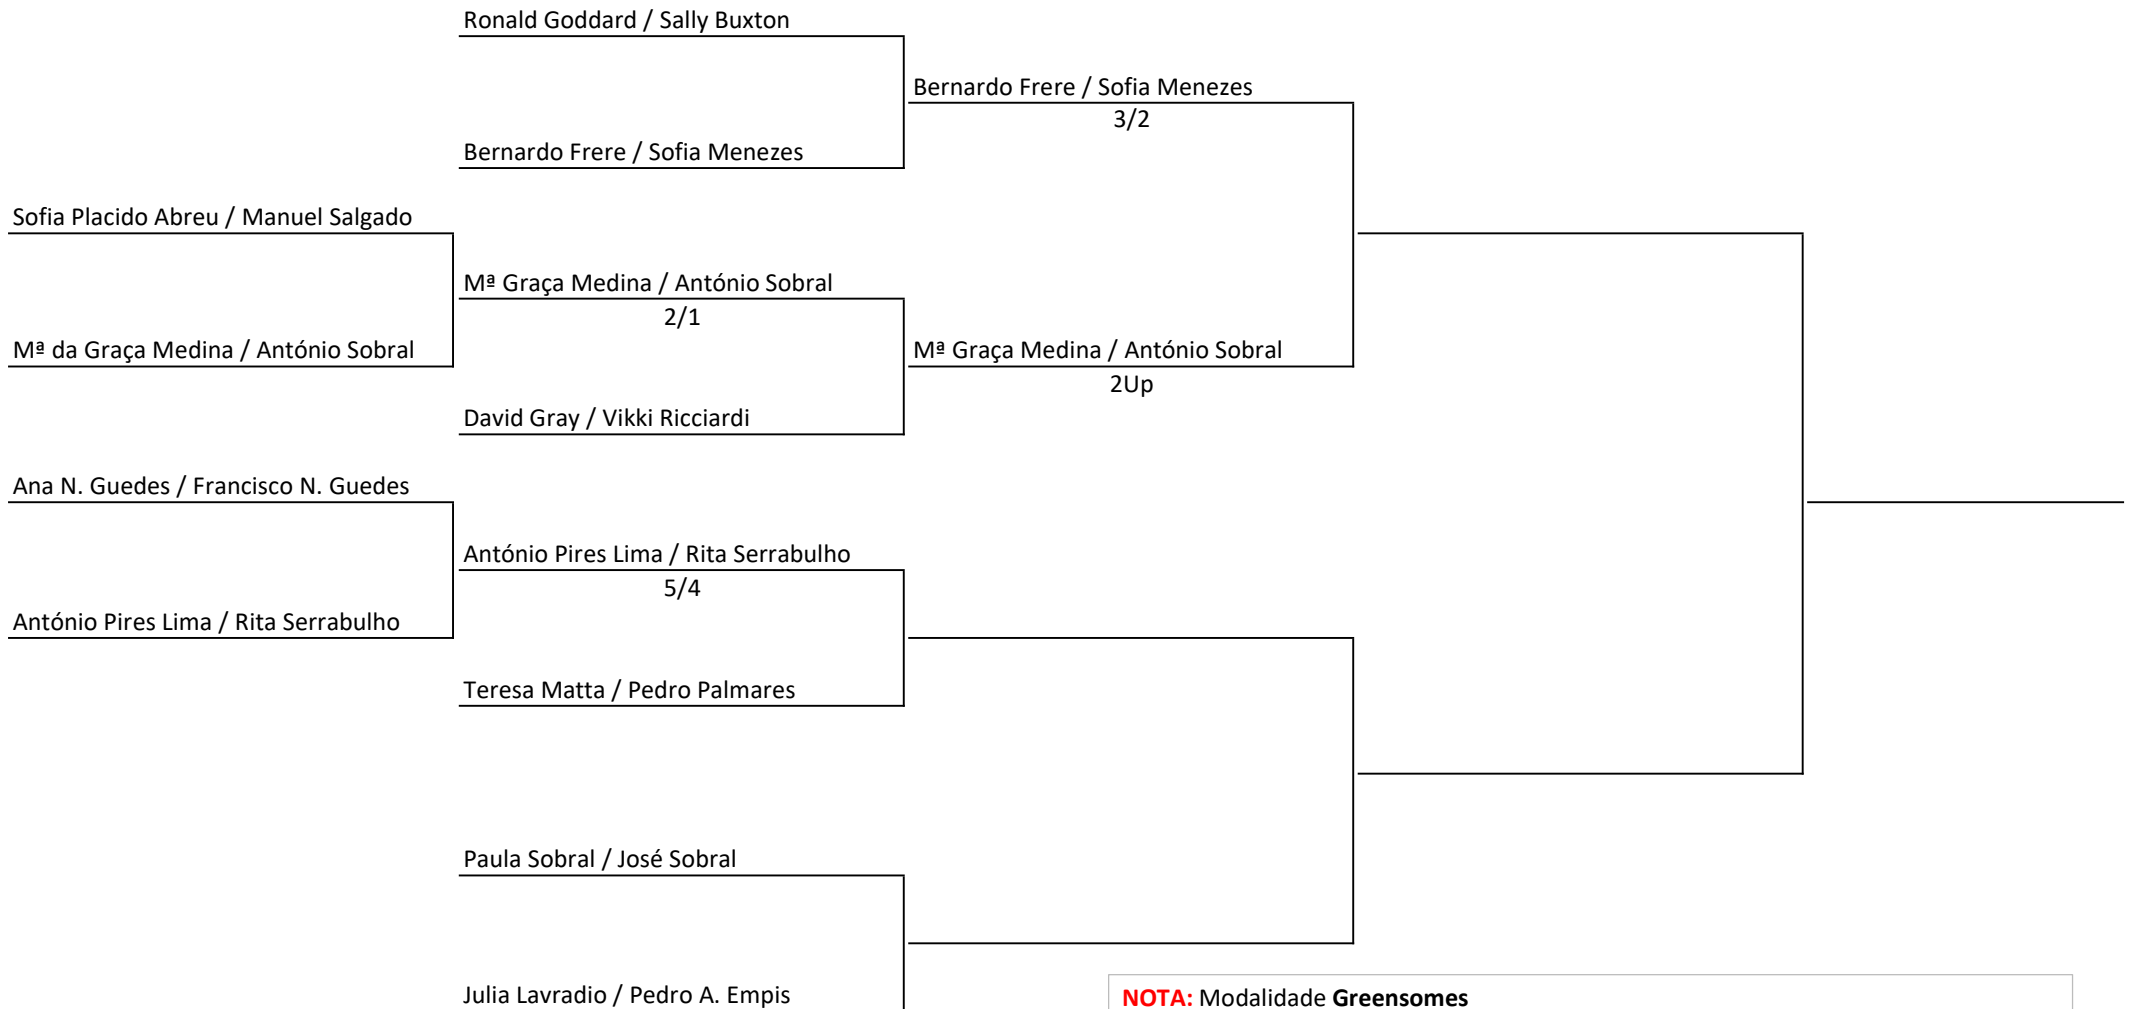 Ronald Goddard / Sally Buxton
Bernardo Frere / Sofia Menezes
3/2
Bernardo Frere / Sofia Menezes
Sofia Placido Abreu / Manuel Salgado
Mª Graça Medina / António Sobral
2/1
Mª da Graça Medina / António Sobral
Mª Graça Medina / António Sobral
2Up
David Gray / Vikki Ricciardi
Ana N. Guedes / Francisco N. Guedes
António Pires Lima / Rita Serrabulho
5/4
António Pires Lima / Rita Serrabulho
Teresa Matta / Pedro Palmares
Paula Sobral / José Sobral
Julia Lavradio / Pedro A. Empis
NOTA: Modalidade Greensomes